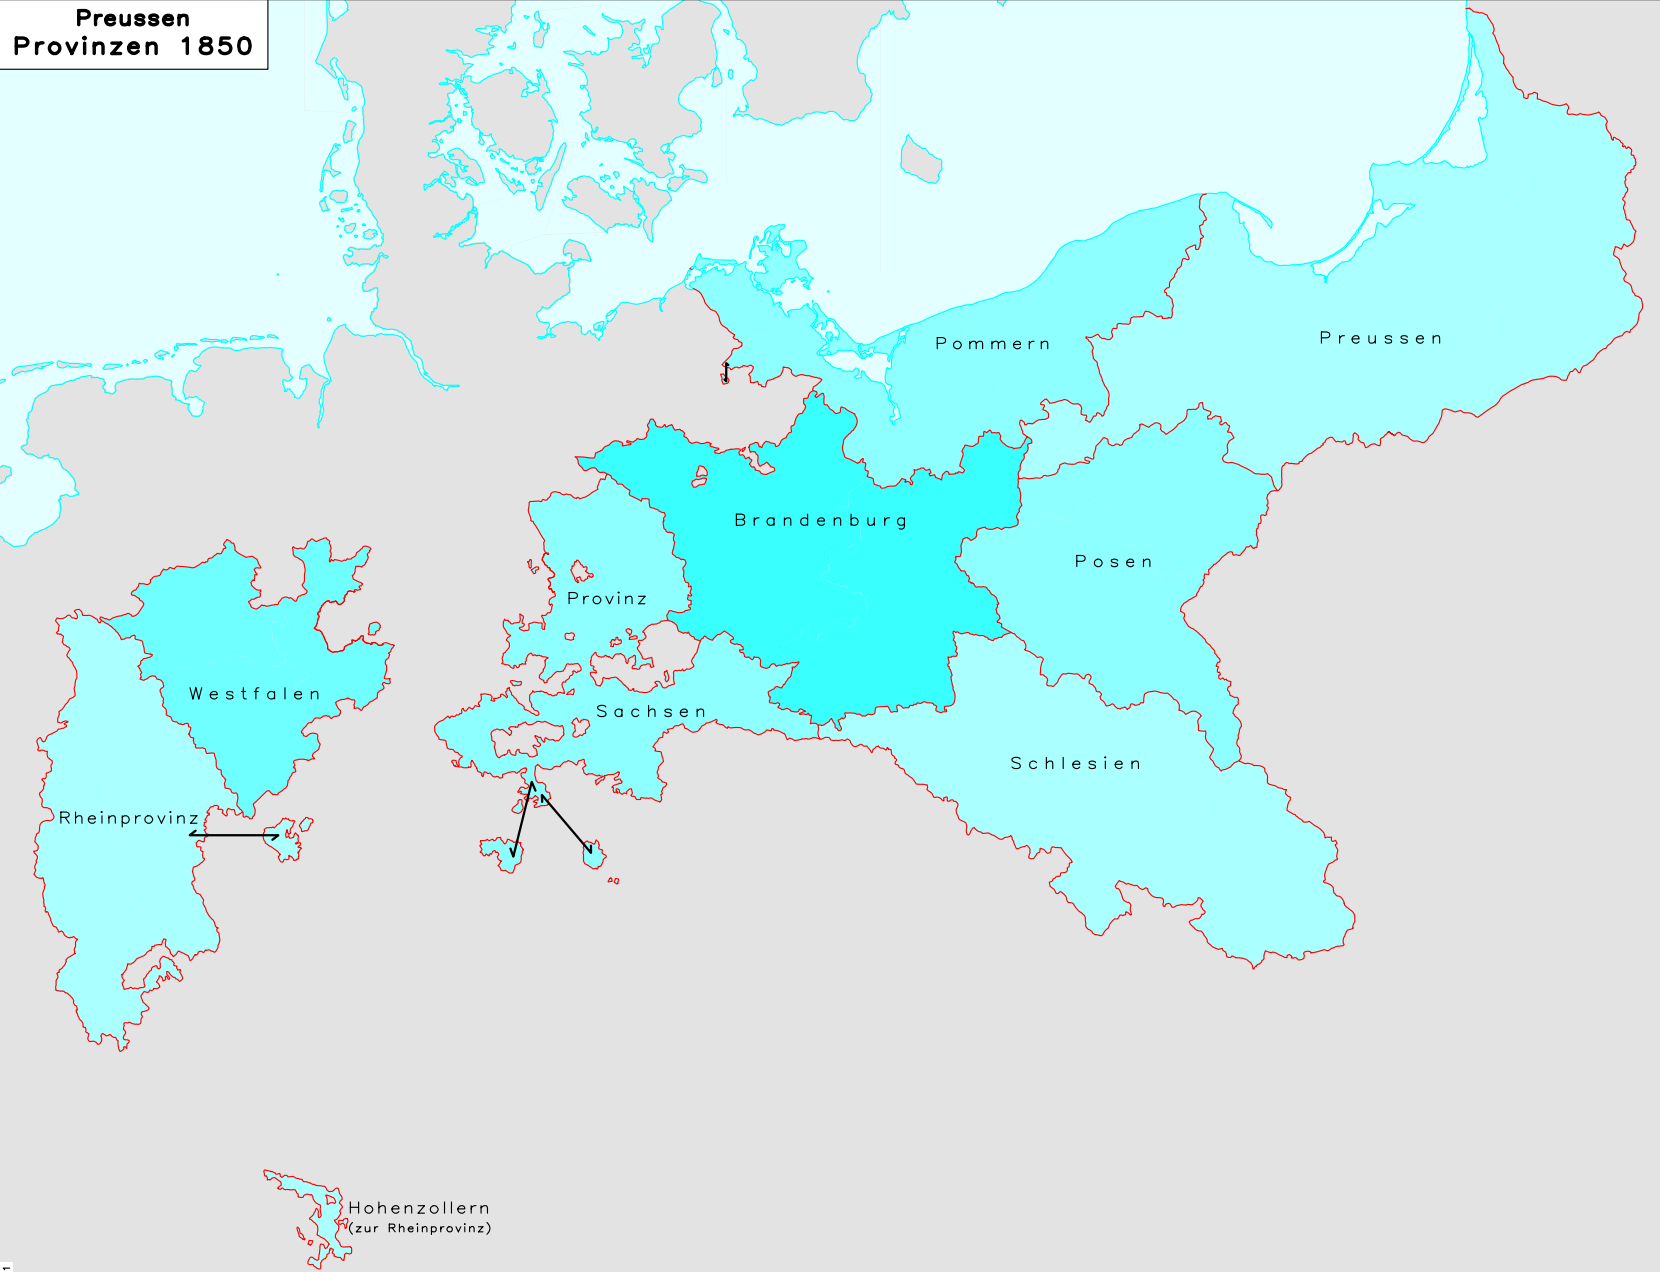 Preussen
Provinzen 1850
Pommern
Preussen
Brandenburg
Posen
Provinz
Westfalen
Sachsen
Schlesien
Rheinprovinz
Hohenzollern
(zur Rheinprovinz)